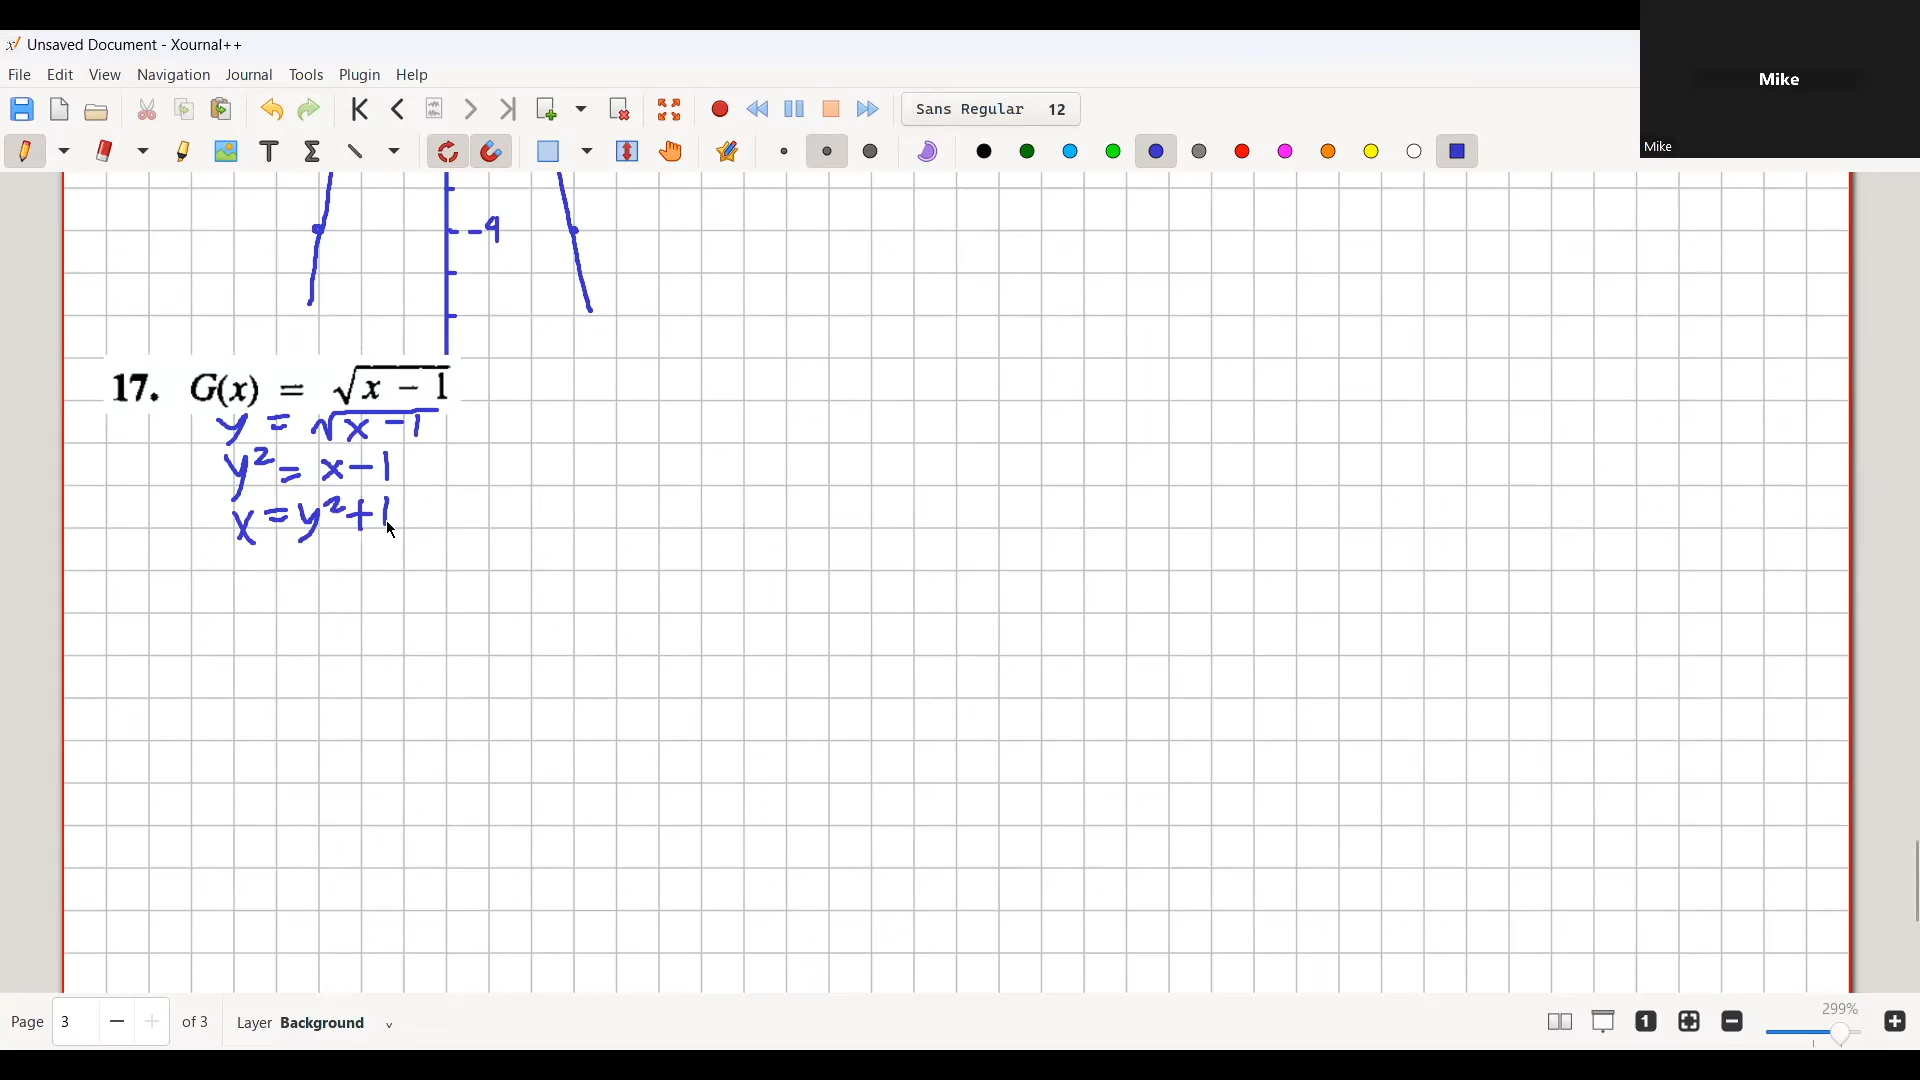 Mike
Unsaved Document - Xournal++
File Edit View Navigation Journal Tools Plugin Help
Sans Regular 12
Mike
-4
17. G(x) = √x - 1
y = √x - 1
y² = x - 1
x = y² + 1
Page 3 of 3 Layer Background
299%